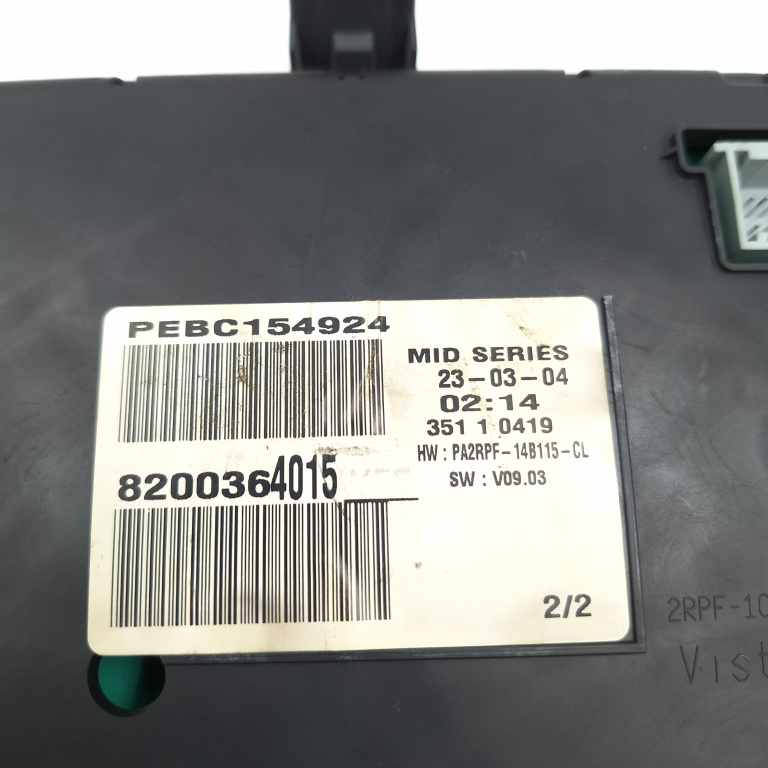 PEBC154924
MID SERIES
23-03-04
02:14
351 1 0419
HW : PA2RPF-14B115-CL
SW : V09.03
8200364015
2/2
2RPF-10
Vist